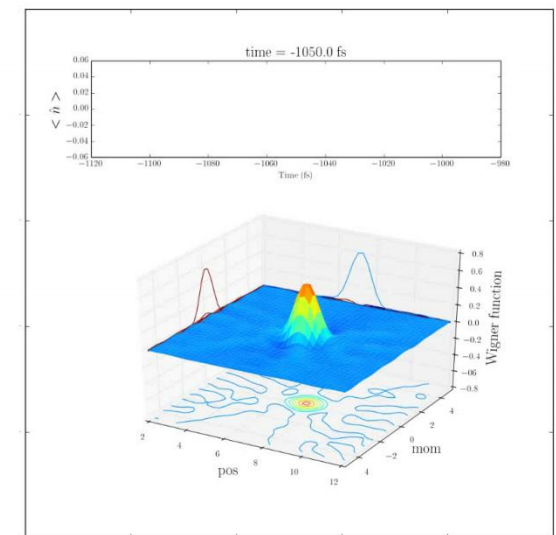 time = -1050.0 fs
0.06
0.04
0.02
0.00
−0.02
−0.04
−0.06
< n̂ >
−1120 −1100 −1080 −1060 −1040 −1020 −1000 −980
Time (fs)
0.8
0.6
0.4
0.2
0.0
−0.2
−0.4
−06
−0.8
Wigner function
2 4 6 8 10 12
pos
4 −2 0 2 4
mom